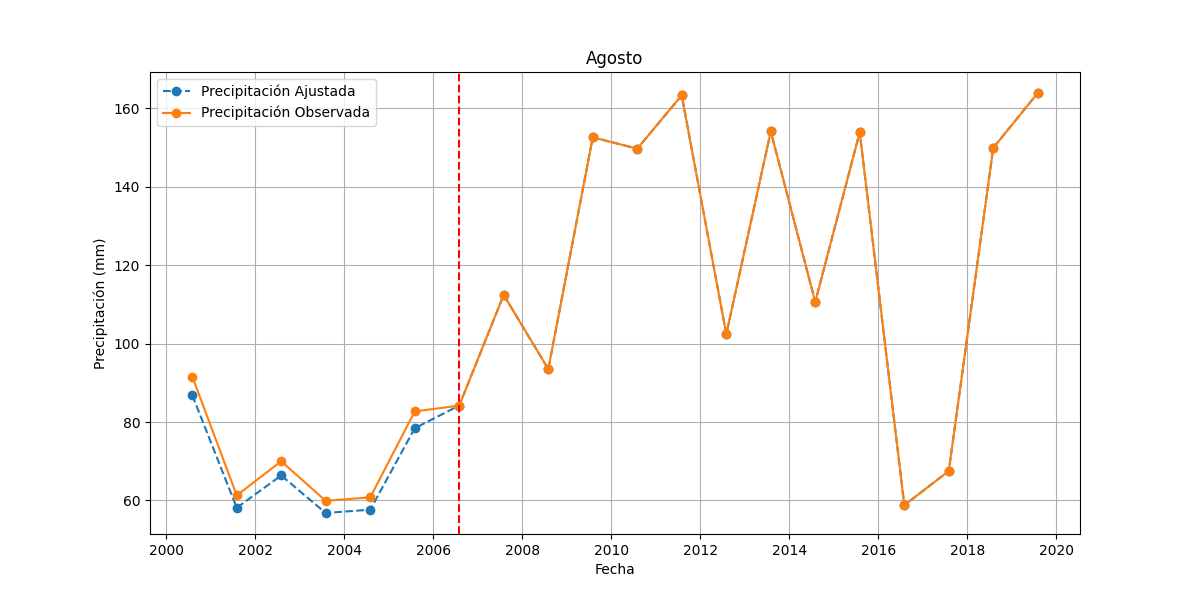 Agosto
Precipitación Ajustada
Precipitación Observada
Precipitación (mm)
160
140
120
100
80
60
2000 2002 2004 2006 2008 2010 2012 2014 2016 2018 2020
Fecha